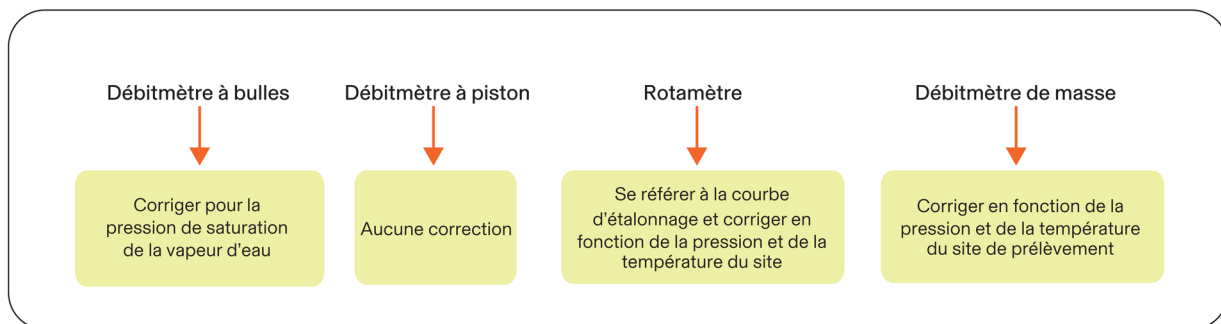 Débitmètre à bulles
Débitmètre à piston
Rotamètre
Débitmètre de masse
Corriger pour la
pression de saturation
de la vapeur d'eau
Aucune correction
Se référer à la courbe
d'étalonnage et corriger en
fonction de la pression et de la
température du site
Corriger en fonction de la
pression et de la température
du site de prélèvement